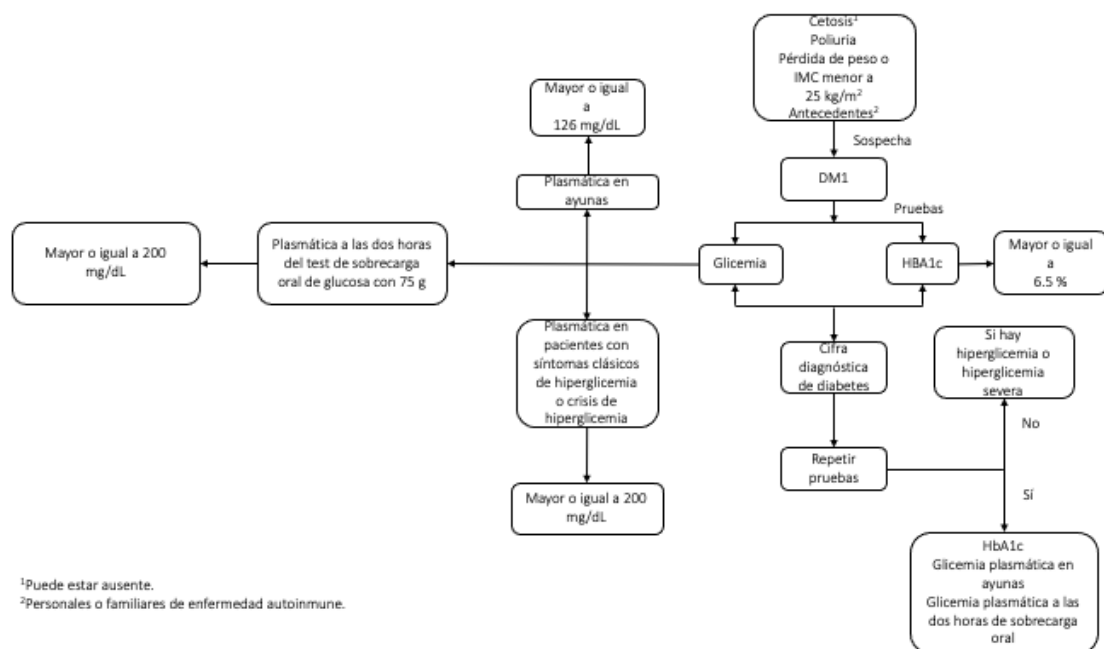 Cetosis¹
Poliuria
Pérdida de peso o
IMC menor a
25 kg/m²
Antecedentes²
Sospecha
DM1
Pruebas
Glicemia
HBA1c
Mayor o igual
a
6.5 %
Mayor o igual
a
126 mg/dL
Plasmática en
ayunas
Plasmática a las dos horas
del test de sobrecarga
oral de glucosa con 75 g
Mayor o igual a 200
mg/dL
Plasmática en
pacientes con
síntomas clásicos
de hiperglicemia
o crisis de
hiperglicemia
Mayor o igual a 200
mg/dL
Cifra
diagnóstica
de diabetes
Repetir
pruebas
Si hay
hiperglicemia o
hiperglicemia
severa
No
Sí
HbA1c
Glicemia plasmática en
ayunas
Glicemia plasmática a las
dos horas de sobrecarga
oral
¹Puede estar ausente.
²Personales o familiares de enfermedad autoinmune.